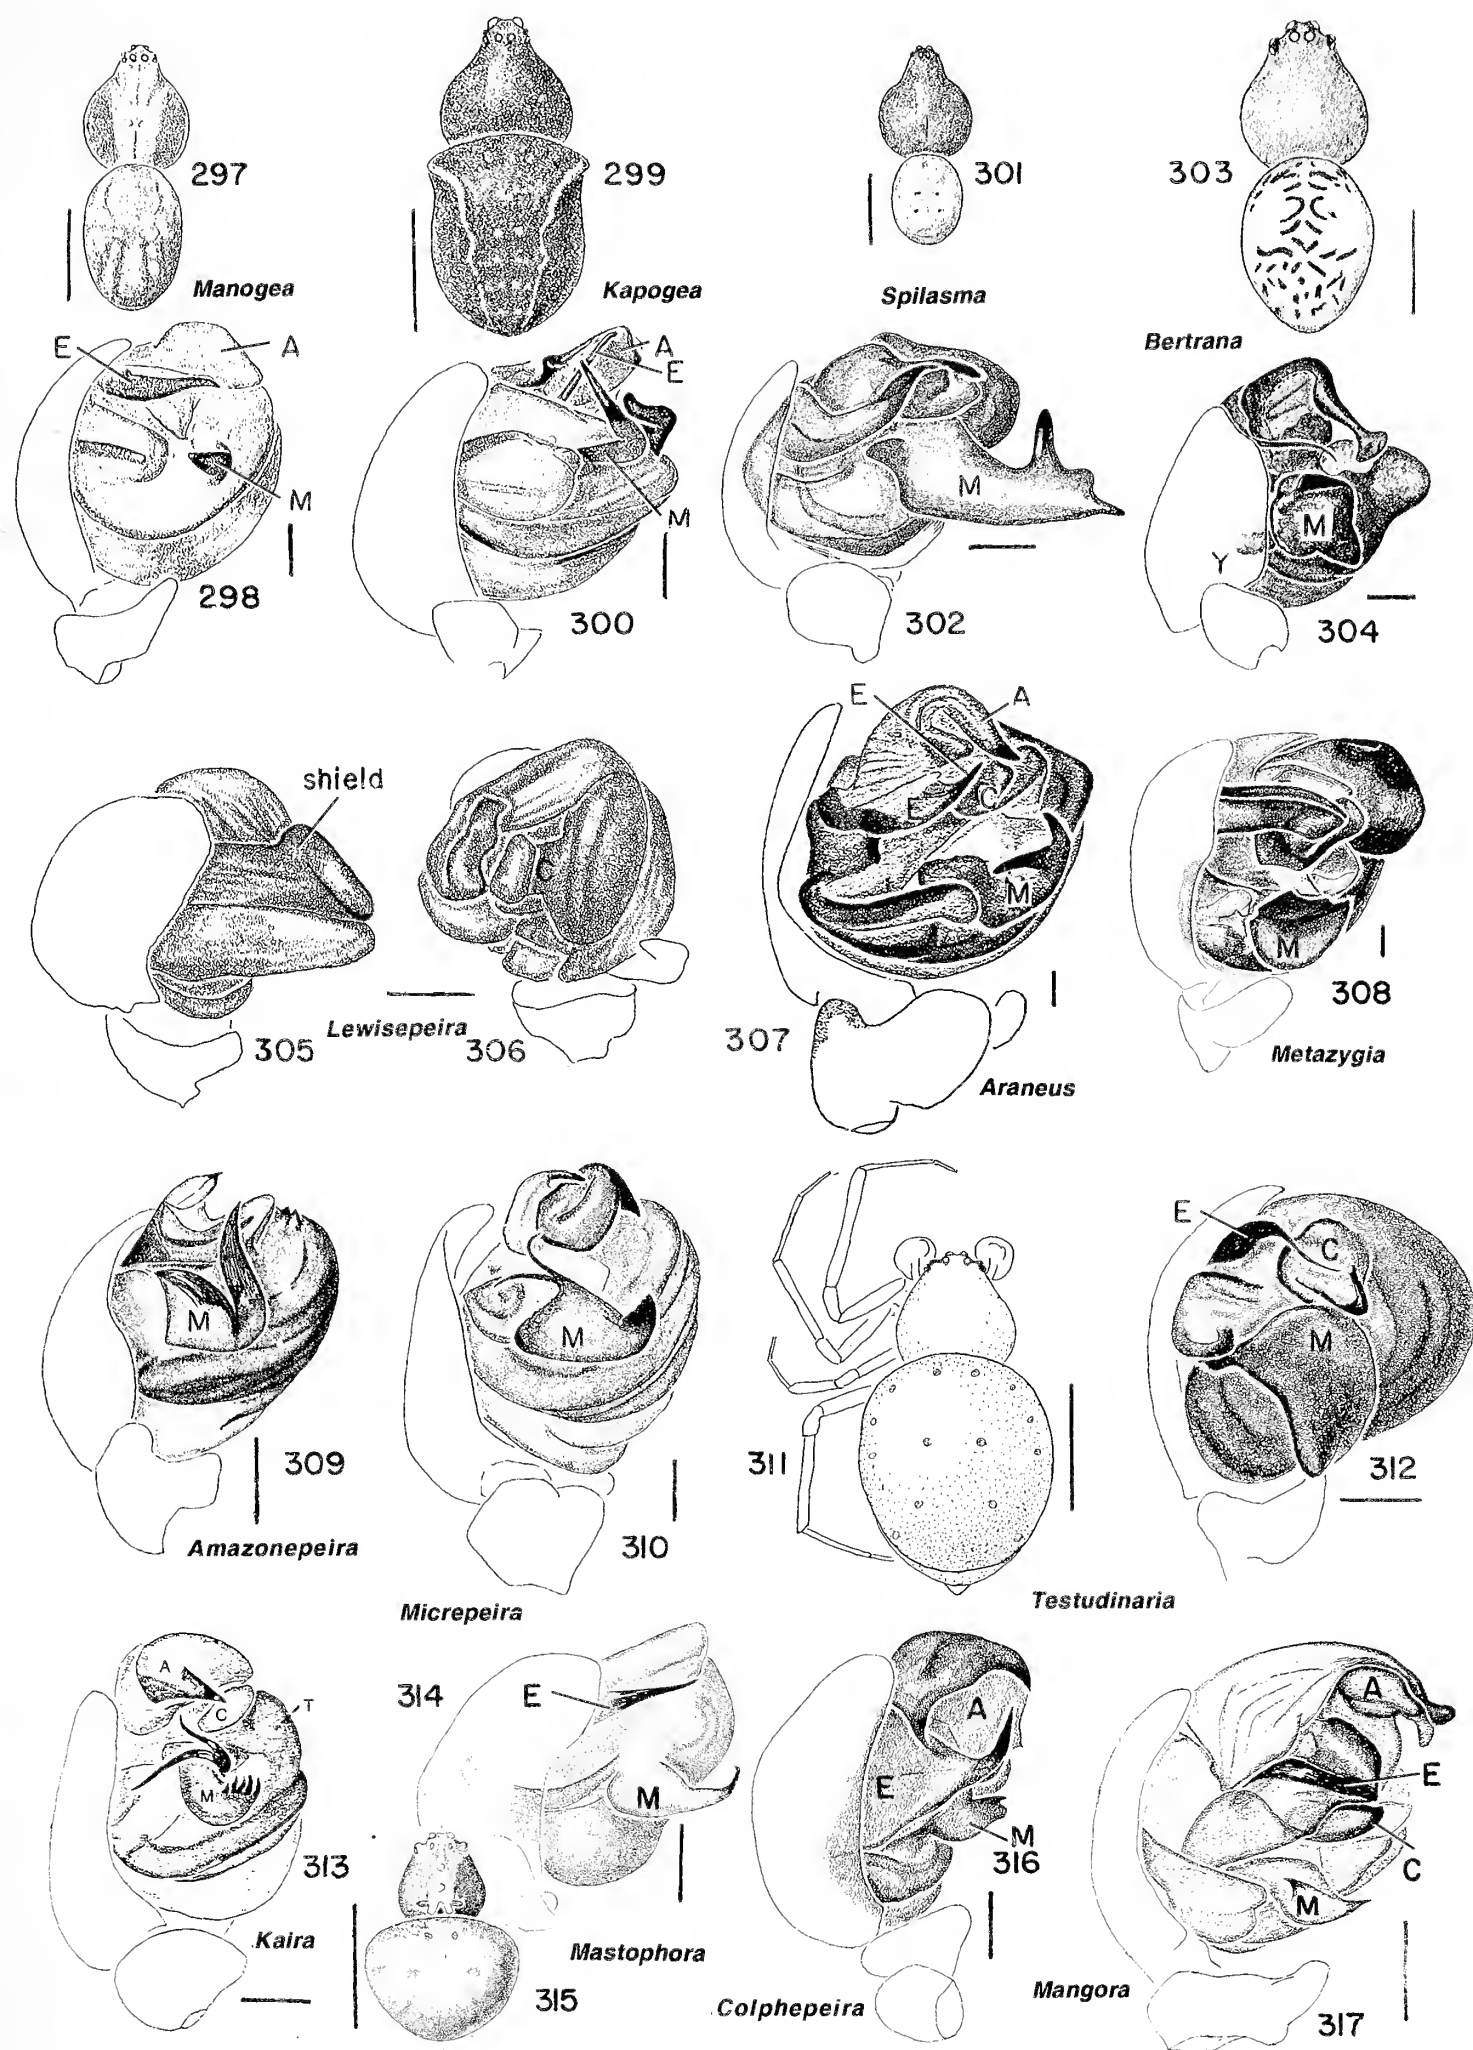 297
299
301
303
Manogea
Kapogea
Spilasma
Bertrana
E
A
M
298
A
E
M
300
M
302
M
Y
304
shield
305
Lewisepeira
C
306
E
A
C
M
307
Araneus
M
308
Metazygia
M
309
Amazonepeira
M
310
Micrepeira
311
Testudinaria
E
C
M
312
A
C
T
M
313
Kaira
314
E
M
Mastophora
315
A
E
M
316
Colphepeira
A
E
C
M
Mangora
317